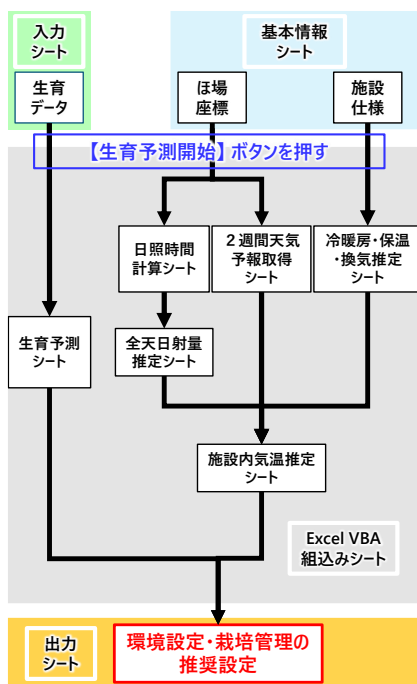 入力
シート
基本情報
シート
生育
データ
ほ場
座標
施設
仕様
【生育予測開始】ボタンを押す
日照時間
計算シート
２週間天気
予報取得
シート
冷暖房・保温
・換気推定
シート
生育予測
シート
全天日射量
推定シート
施設内気温推定
シート
Excel VBA
組込みシート
出力
シート
環境設定・栽培管理の
推奨設定